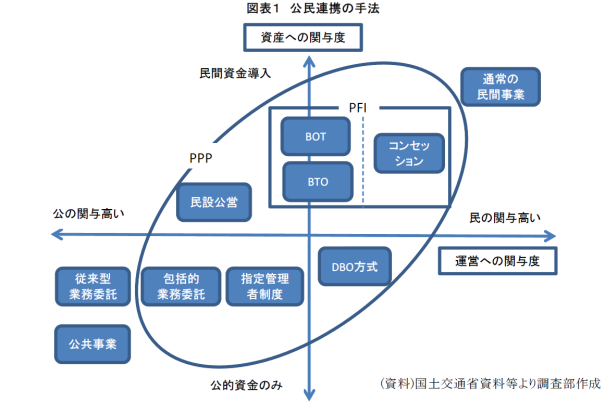 図表1 公民連携の手法
資産への関与度
民間資金導入
通常の
民間事業
PFI
BOT
コンセッ
ション
PPP
BTO
民設公営
公の関与高い
民の関与高い
運営への関与度
DBO方式
従来型
業務委託
包括的
業務委託
指定管理
者制度
公共事業
公的資金のみ
(資料)国土交通省資料等より調査部作成